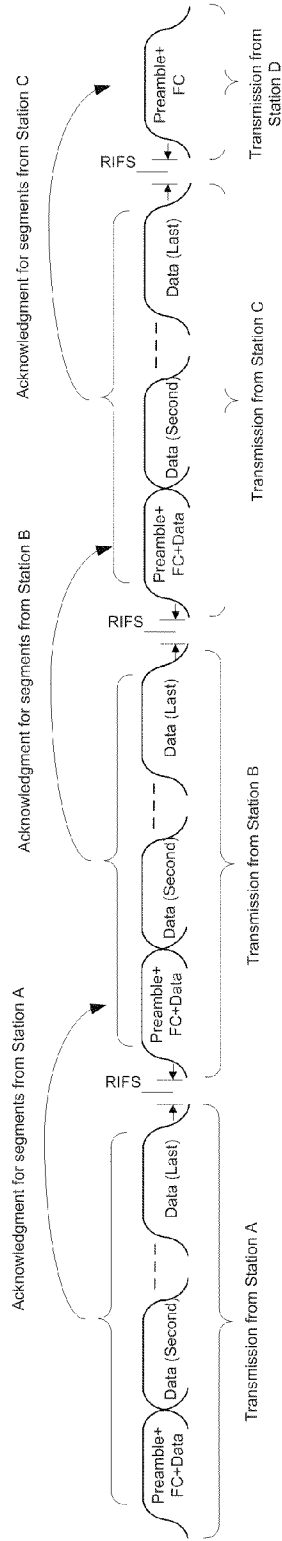 Acknowledgment for segments from Station A
Acknowledgment for segments from Station B
Acknowledgment for segments from Station C
Preamble+
FC+Data
Data (Second)
Data (Last)
RIFS
Preamble+
FC+Data
Data (Second)
Data (Last)
RIFS
Preamble+
FC+Data
Data (Second)
Data (Last)
RIFS
Preamble+
FC
Transmission from Station A
Transmission from Station B
Transmission from Station C
Transmission from
Station D